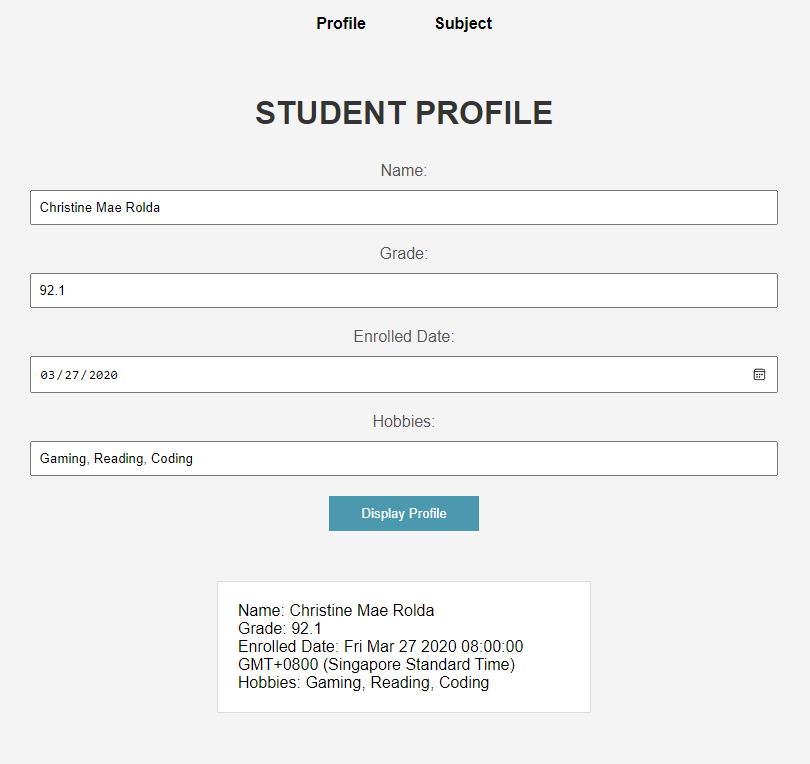 Profile Subject
STUDENT PROFILE
Name:
Christine Mae Rolda
Grade:
92.1
Enrolled Date:
03/27/2020
Hobbies:
Gaming, Reading, Coding
Display Profile
Name: Christine Mae Rolda
Grade: 92.1
Enrolled Date: Fri Mar 27 2020 08:00:00
GMT+0800 (Singapore Standard Time)
Hobbies: Gaming, Reading, Coding